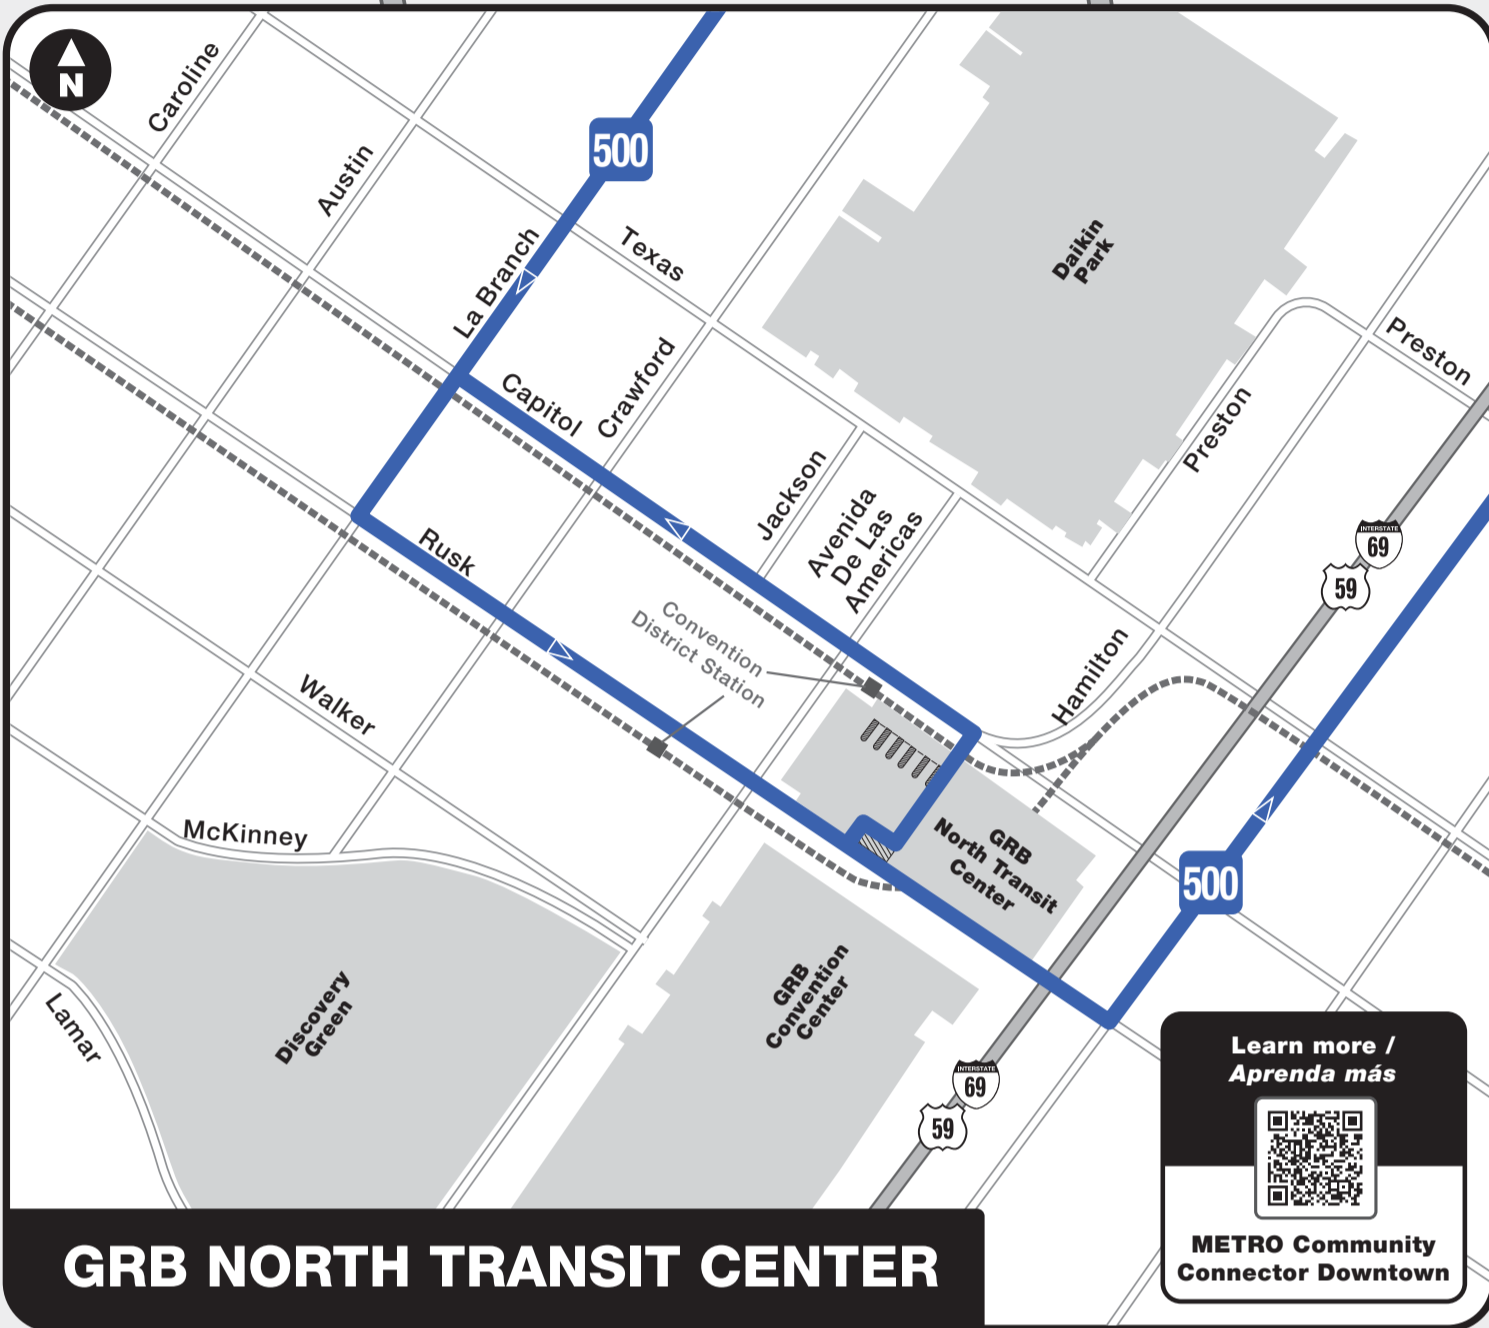 N
Caroline
Austin
500
La Branch
Texas
Daikin
Park
Preston
Preston
Capitol
Crawford
Jackson
Avenida
De Las
Americas
INTERSTATE
69
59
Rusk
Convention
District Station
Hamilton
Walker
McKinney
GRB
North Transit
Center
500
Discovery
Green
GRB
Convention
Center
Lamar
INTERSTATE
69
59
Learn more /
Aprenda más
METRO Community
Connector Downtown
GRB NORTH TRANSIT CENTER